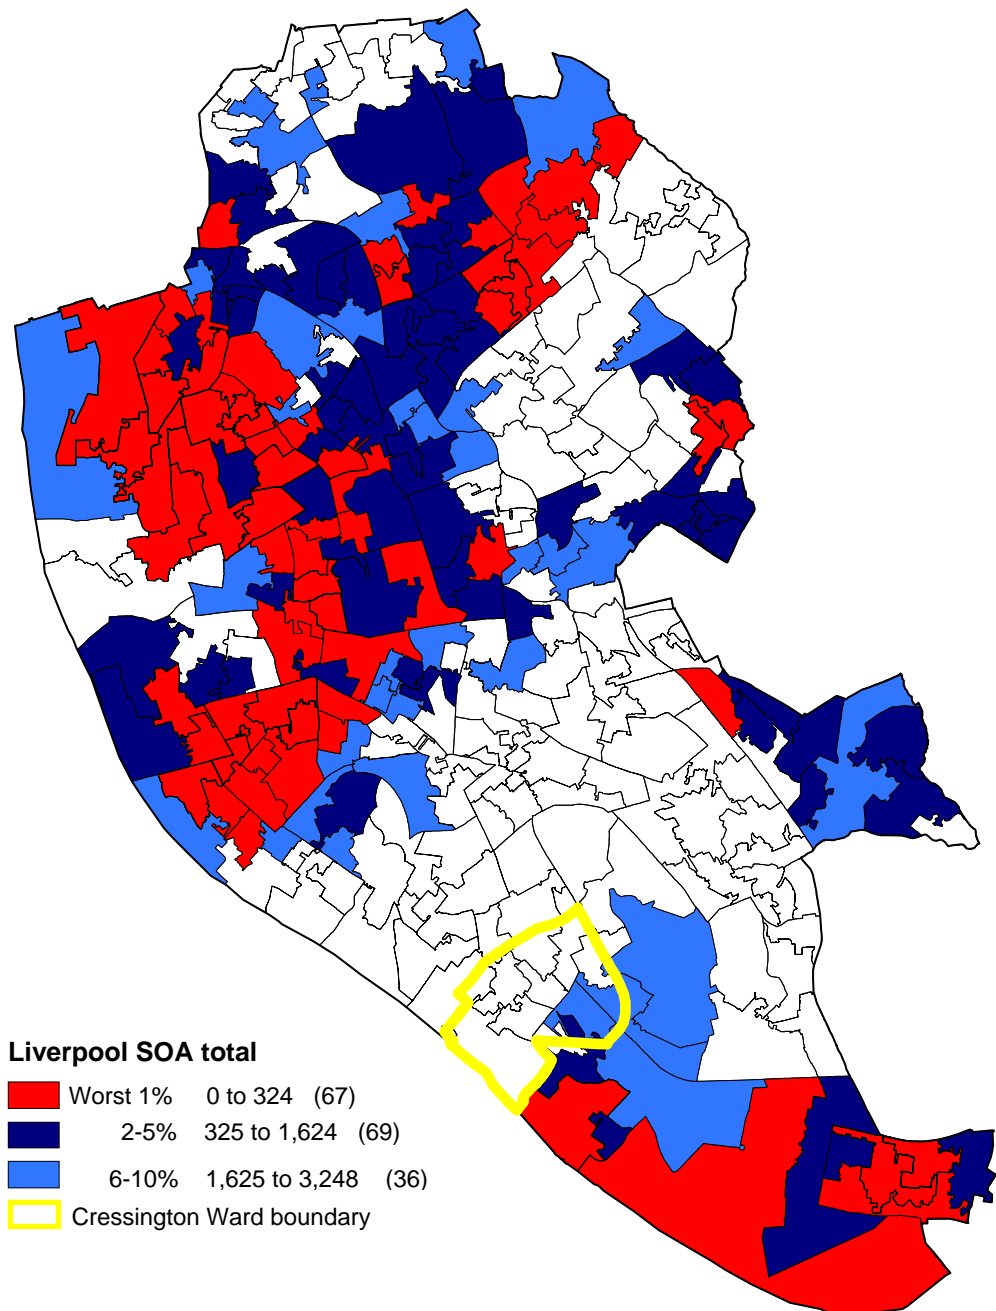 Liverpool SOA total
Worst 1% 0 to 324 (67)
2-5% 325 to 1,624 (69)
6-10% 1,625 to 3,248 (36)
Cressington Ward boundary